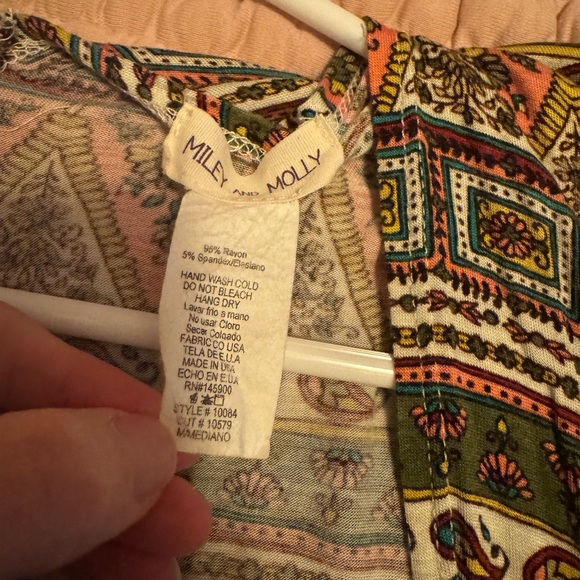 MILEY AND MOLLY
95% Rayon
5% Spandex/Elastano
HAND WASH COLD
DO NOT BLEACH
HANG DRY
Lavar frio a mano
No usar Cloro
Secar Colgado
FABRIC CO USA
TELA DE E.U.A
MADE IN USA
ECHO EN E.U.A
RN#145900
STYLE # 10084
CUT # 10579
M/MEDIANO